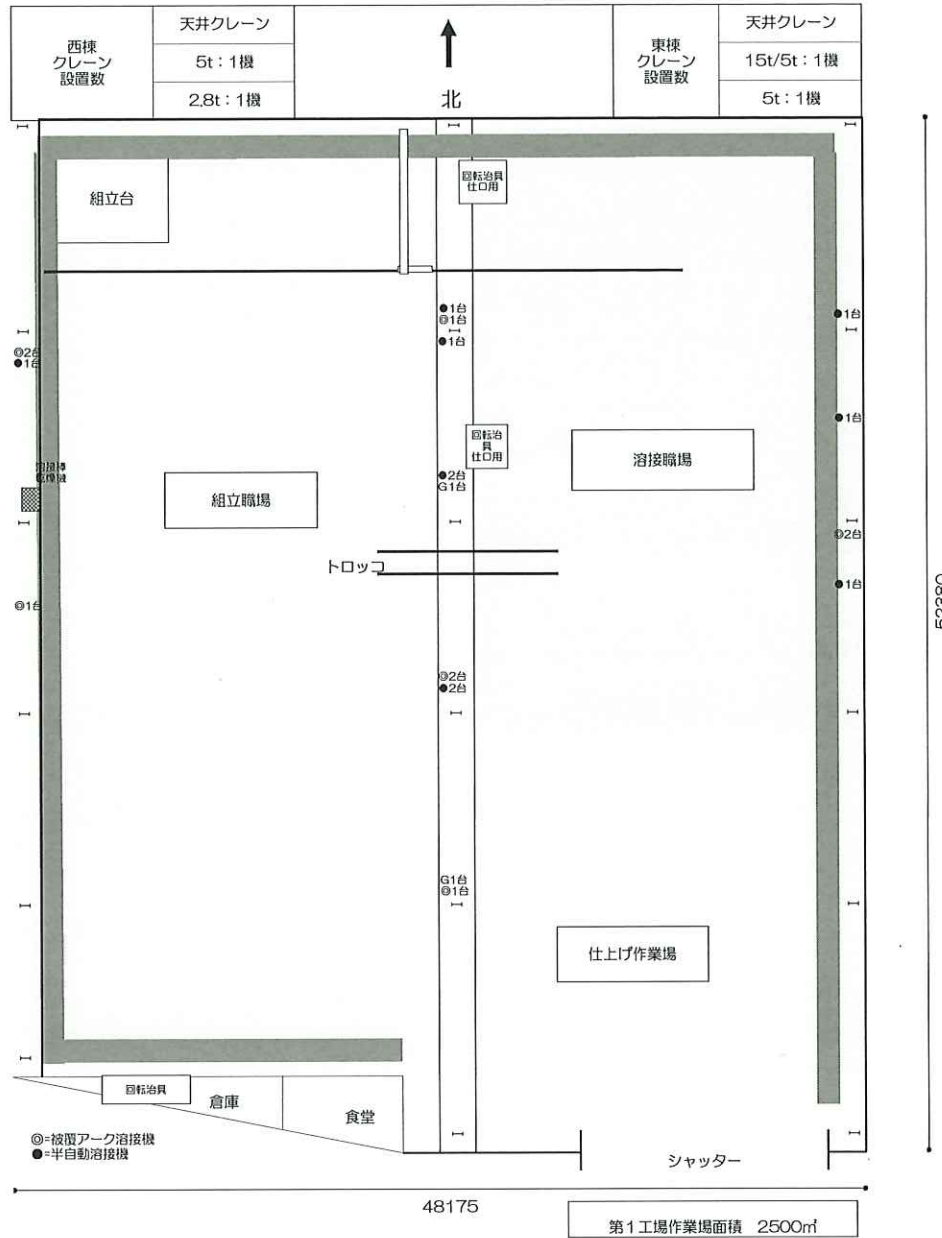 西棟
クレーン
設置数
天井クレーン
5t：1機
2.8t：1機
北
東棟
クレーン
設置数
天井クレーン
15t/5t：1機
5t：1機
組立台
回転治具
仕口用
●1台
◎1台
●1台
●1台
◎2台
●1台
●1台
回転治
具
仕口用
溶接職場
溶接棒
乾燥機
組立職場
●2台
G1台
◎2台
トロッコ
●1台
◎1台
◎2台
●2台
G1台
◎1台
仕上げ作業場
回転治具
倉庫
食堂
◎=被覆アーク溶接機
●=半自動溶接機
シャッター
48175
第1工場作業場面積 2500㎡